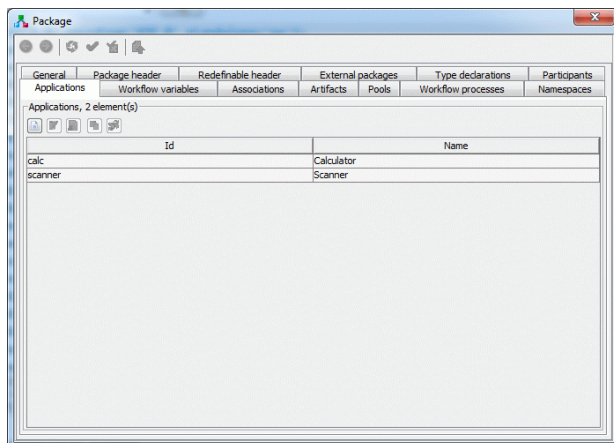 Package
General Package header Redefinable header External packages Type declarations Participants
Applications Workflow variables Associations Artifacts Pools Workflow processes Namespaces
Applications, 2 element(s)
Id Name
calc Calculator
scanner Scanner